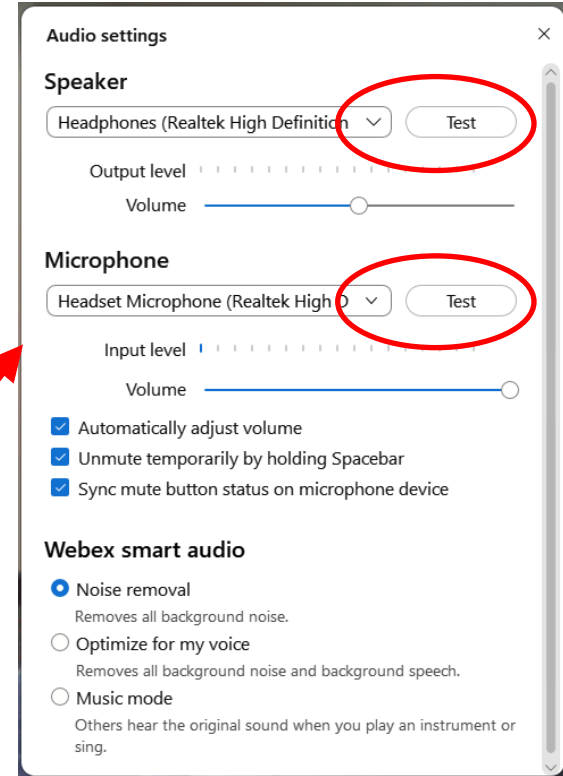 Audio settings
Speaker
Headphones (Realtek High Definition
Test
Output level
Volume
Microphone
Headset Microphone (Realtek High D
Test
Input level
Volume
Automatically adjust volume
Unmute temporarily by holding Spacebar
Sync mute button status on microphone device
Webex smart audio
Noise removal
Removes all background noise.
Optimize for my voice
Removes all background noise and background speech.
Music mode
Others hear the original sound when you play an instrument or
sing.